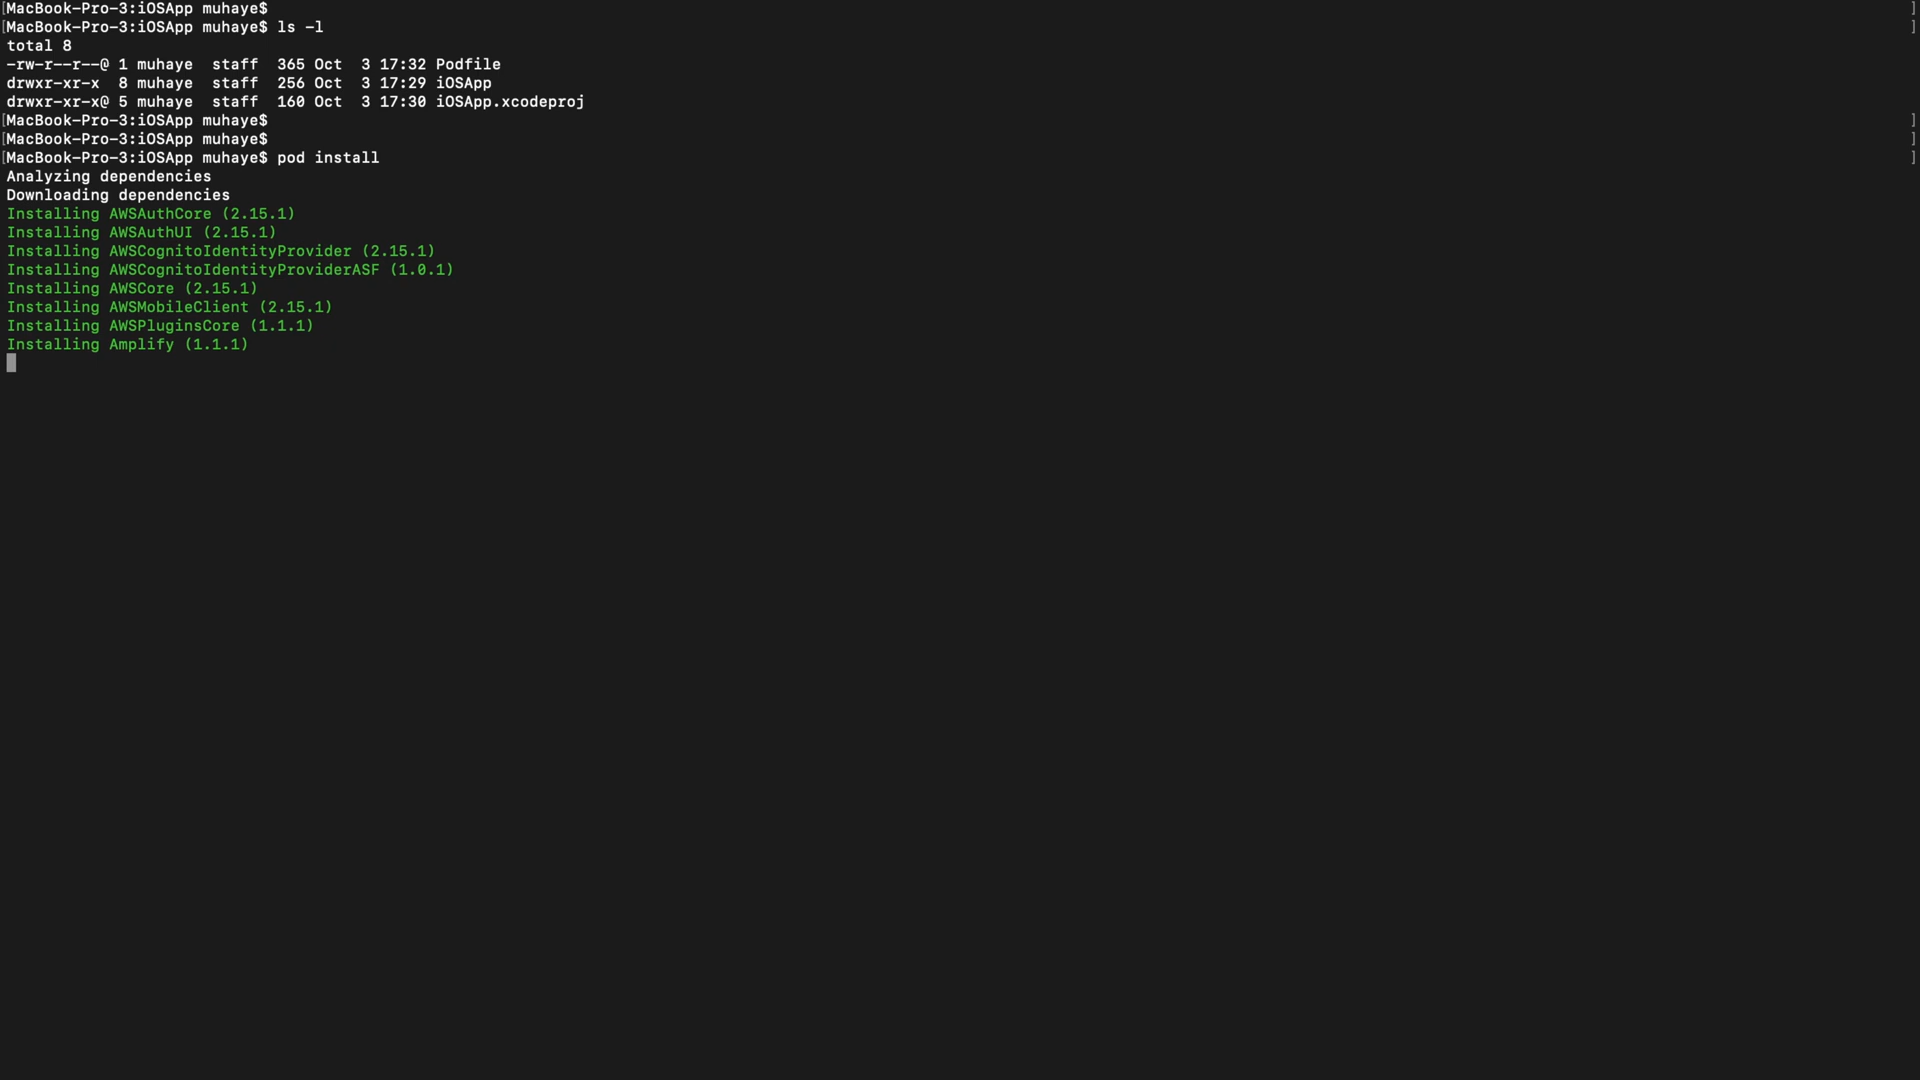 [MacBook-Pro-3:iOSApp muhaye$ ]
[MacBook-Pro-3:iOSApp muhaye$ ls -l ]
total 8
-rw-r--r--@ 1 muhaye  staff  365 Oct  3 17:32 Podfile
drwxr-xr-x  8 muhaye  staff  256 Oct  3 17:29 iOSApp
drwxr-xr-x@ 5 muhaye  staff  160 Oct  3 17:30 iOSApp.xcodeproj
[MacBook-Pro-3:iOSApp muhaye$ ]
[MacBook-Pro-3:iOSApp muhaye$ ]
[MacBook-Pro-3:iOSApp muhaye$ pod install ]
Analyzing dependencies
Downloading dependencies
Installing AWSAuthCore (2.15.1)
Installing AWSAuthUI (2.15.1)
Installing AWSCognitoIdentityProvider (2.15.1)
Installing AWSCognitoIdentityProviderASF (1.0.1)
Installing AWSCore (2.15.1)
Installing AWSMobileClient (2.15.1)
Installing AWSPluginsCore (1.1.1)
Installing Amplify (1.1.1)